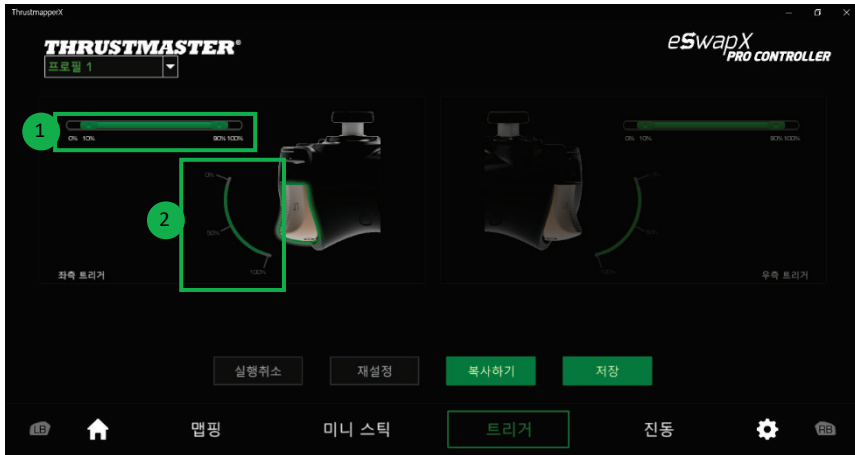 ThrustmapperX
THRUSTMASTER®
eSwapX
PRO CONTROLLER
프로필 1
1
0% 10% 90% 100%
0% 10% 90% 100%
2
0%
50%
100%
0%
50%
100%
좌측 트리거
우측 트리거
실행취소 재설정 복사하기 저장
LB 맵핑 미니 스틱 트리거 진동 RB